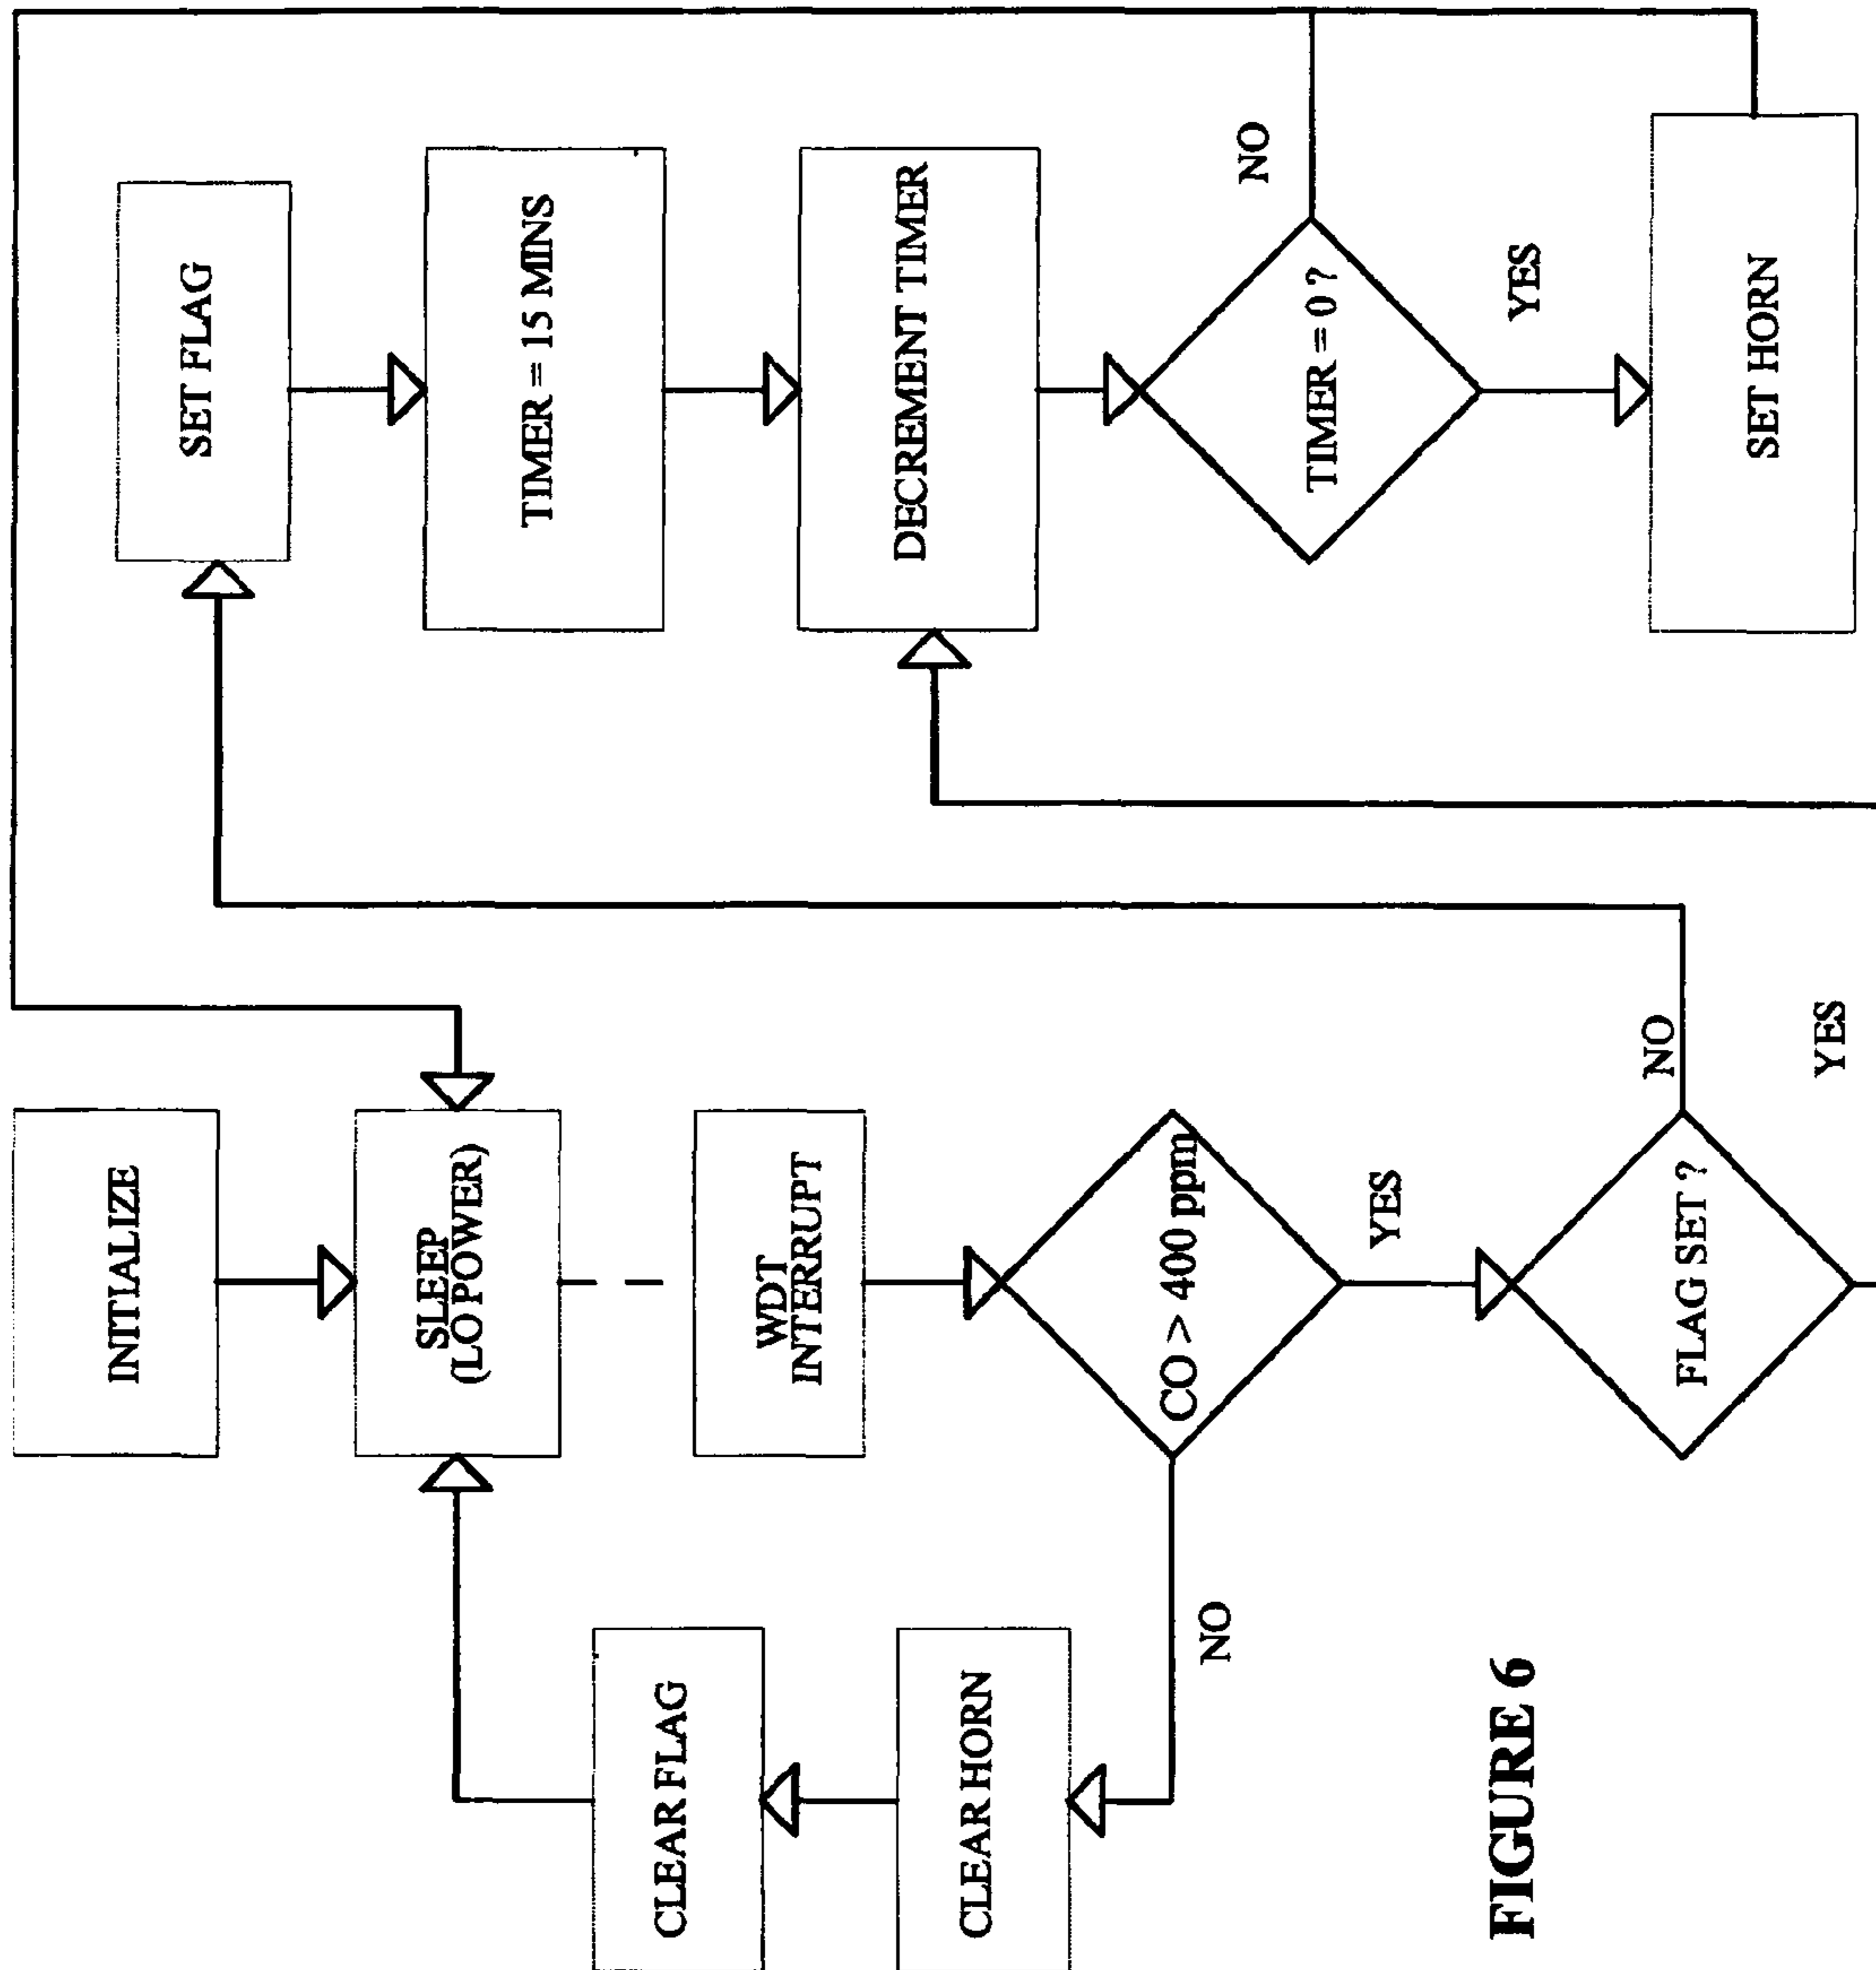 INITIALIZE
SLEEP
(LO POWER)
WDT
INTERRUPT
CO > 400 ppm
NO
YES
CLEAR HORN
CLEAR FLAG
FLAG SET ?
NO
YES
SET FLAG
TIMER = 15 MINS
DECREMENT TIMER
TIMER = 0 ?
NO
YES
SET HORN
FIGURE 6